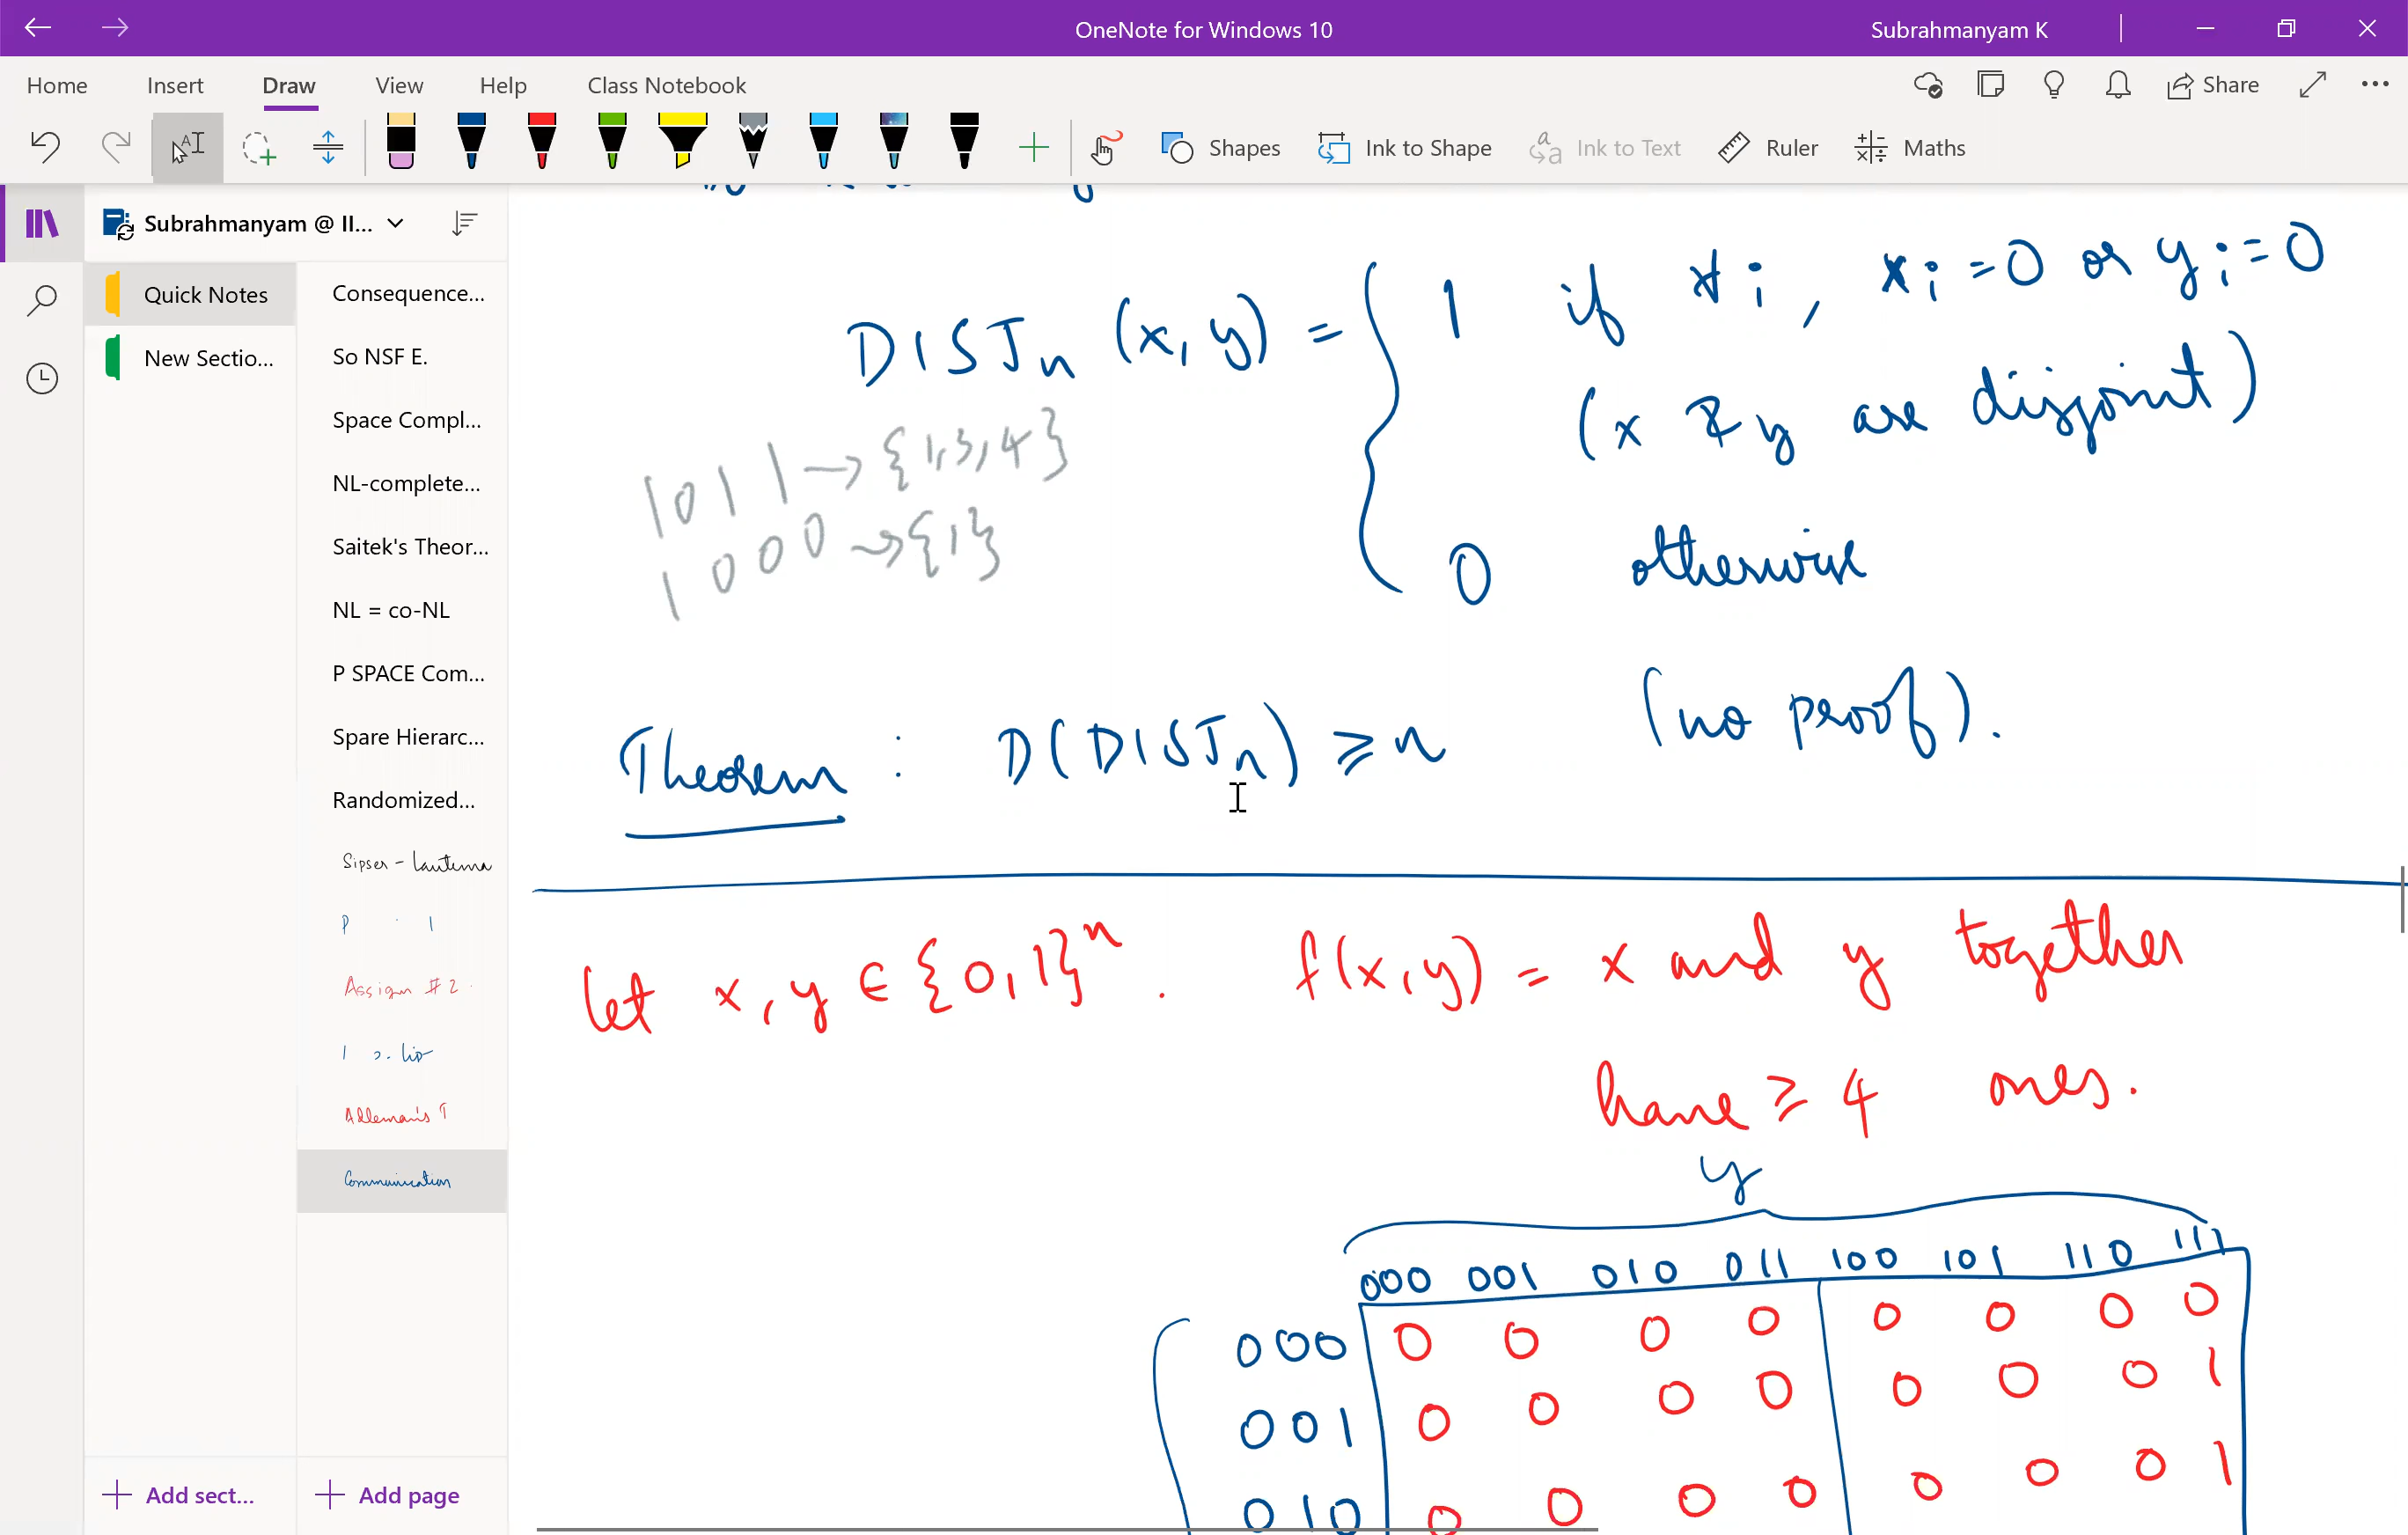 OneNote for Windows 10
Subrahmanyam K
Home Insert Draw View Help Class Notebook
Share
Shapes Ink to Shape Ink to Text Ruler Maths
Subrahmanyam @ II...
Quick Notes
New Sectio...
Consequence...
So NSF E.
Space Compl...
NL-complete...
Saitek's Theor...
NL = co-NL
P SPACE Com...
Spare Hierarc...
Randomized...
Sipser - Lautema
Assign #2
Adleman's T
Communication
Add sect...
Add page
DISJn (x, y) = { 1 if ∀i, xi = 0 or yi = 0
(x & y are disjoint)
0 otherwise
1011 → {1,3,4}
1000 → {1}
Theorem : D(DISJn) ≥ n (no proof).
Let x, y ∈ {0,1}ⁿ. f(x,y) = x and y together
have ≥ 4 ones.
y
000 001 010 011 100 101 110 111
000 0 0 0 0 0 0 0 0
001 0 0 0 0 0 0 0 1
010 0 0 0 0 0 0 0 1